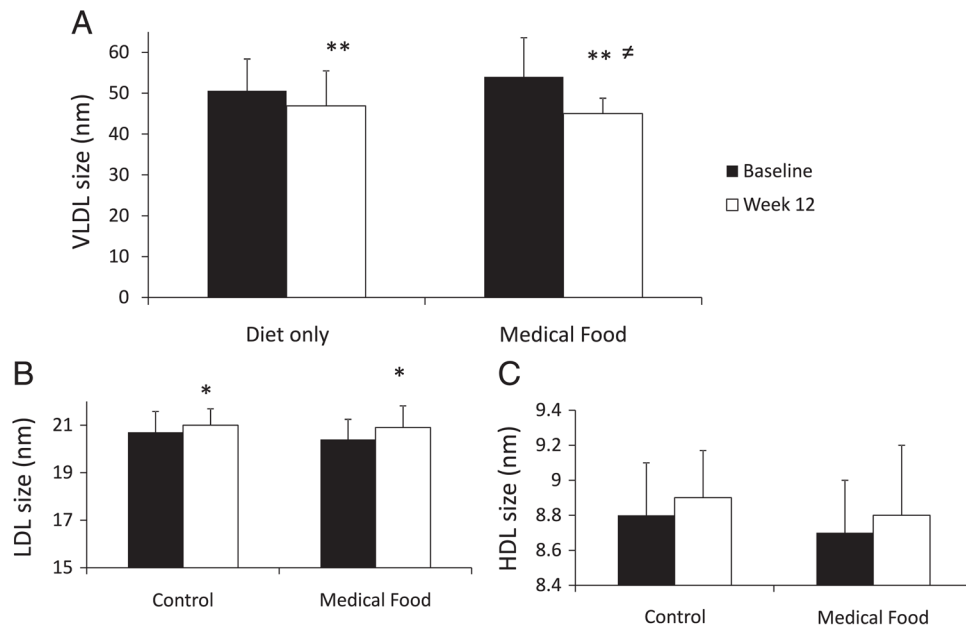 A
VLDL size (nm)
60
50
40
30
20
10
0
**
** ≠
Baseline
Week 12
Diet only
Medical Food
B
LDL size (nm)
21
19
17
15
*
*
Control
Medical Food
C
HDL size (nm)
9.4
9.2
9
8.8
8.6
8.4
Control
Medical Food